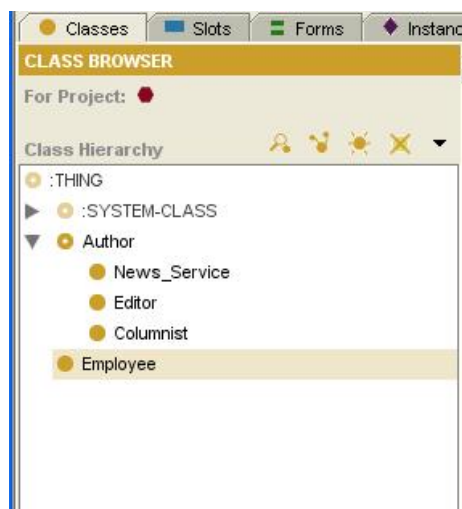 Classes Slots Forms Instanc
CLASS BROWSER
For Project:
Class Hierarchy
:THING
:SYSTEM-CLASS
Author
News_Service
Editor
Columnist
Employee